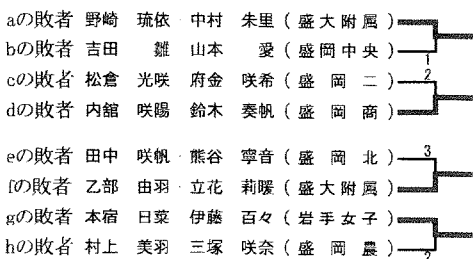 aの敗者 野崎 琉依 中村 朱里 (盛大附属)
bの敗者 吉田 雛 山本 愛 (盛岡中央)
1
cの敗者 松倉 光咲 府金 咲希 (盛岡二)
2
dの敗者 内舘 咲陽 鈴木 奏帆 (盛岡商)
eの敗者 田中 咲帆 熊谷 寧音 (盛岡北)
3
fの敗者 乙部 由羽 立花 莉暖 (盛大附属)
gの敗者 本宿 日菜 伊藤 百々 (岩手女子)
hの敗者 村上 美羽 三塚 咲奈 (盛岡農)
2